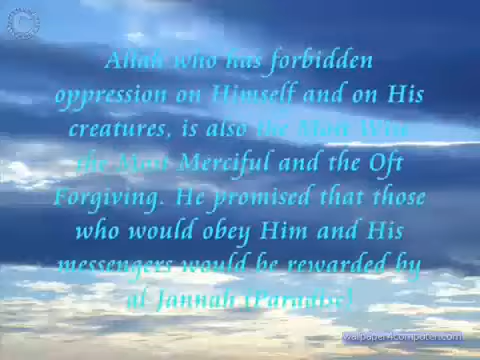 Allah who has forbidden
oppression on Himself and on His
creatures, is also the Most Wise
the Most Merciful and the Oft
Forgiving. He promised that those
who would obey Him and His
messengers would be rewarded by
al Jannah (Paradise)
wallpaper4computer.com